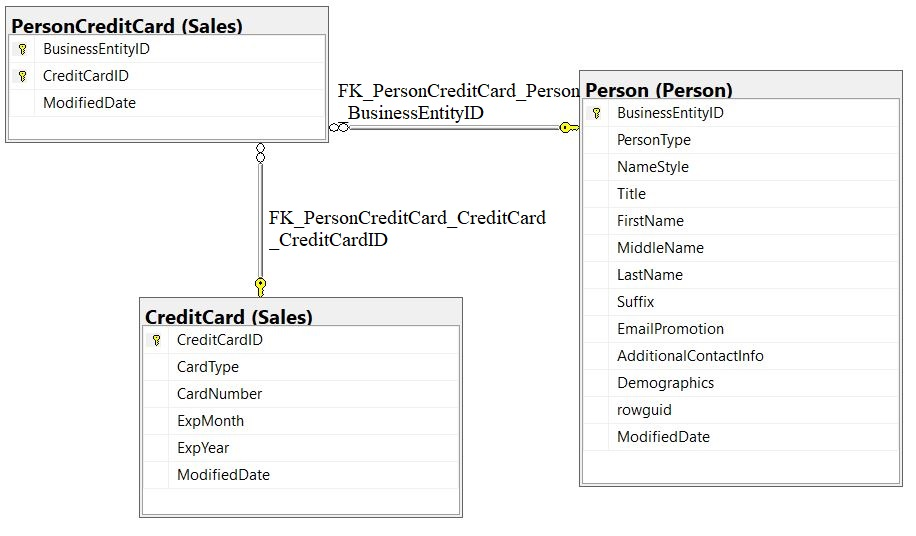 PersonCreditCard (Sales)
BusinessEntityID
CreditCardID
ModifiedDate
FK_PersonCreditCard_Person
_BusinessEntityID
Person (Person)
BusinessEntityID
PersonType
NameStyle
Title
FirstName
MiddleName
LastName
Suffix
EmailPromotion
AdditionalContactInfo
Demographics
rowguid
ModifiedDate
FK_PersonCreditCard_CreditCard
_CreditCardID
CreditCard (Sales)
CreditCardID
CardType
CardNumber
ExpMonth
ExpYear
ModifiedDate